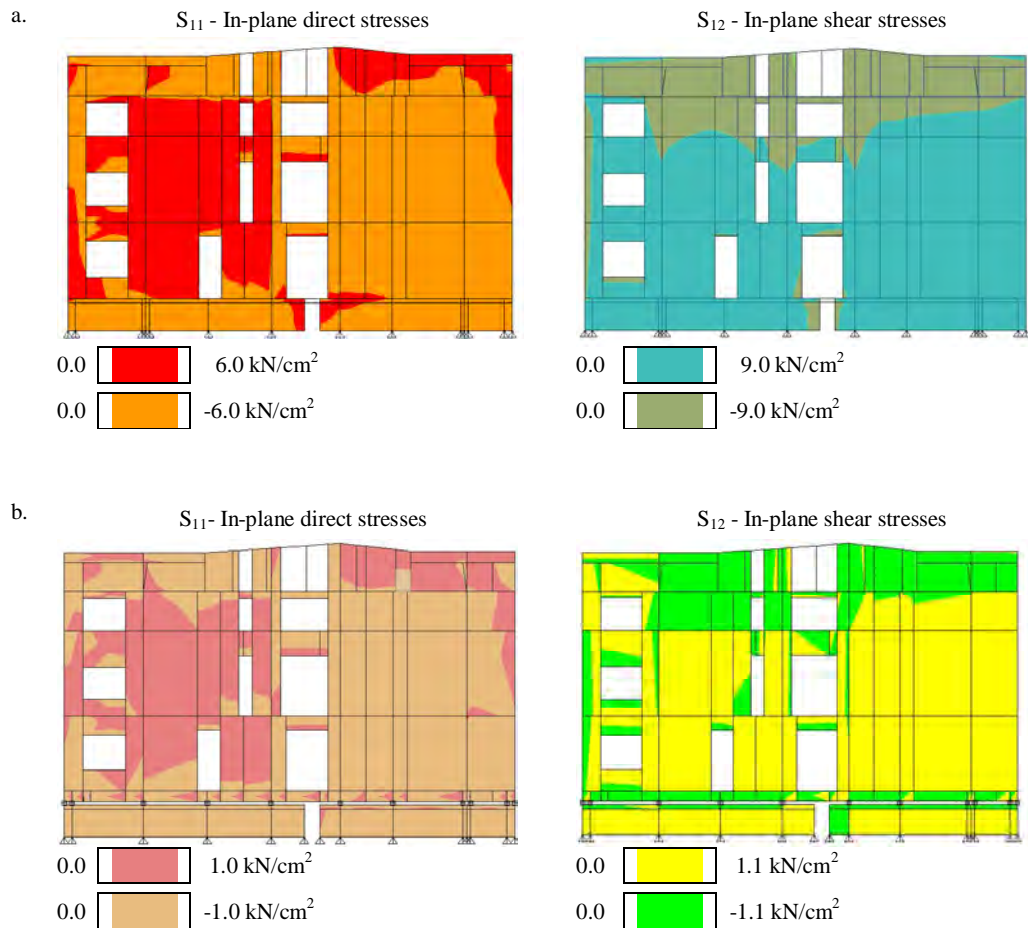 a.
S₁₁ - In-plane direct stresses
S₁₂ - In-plane shear stresses
0.0 6.0 kN/cm²
0.0 -6.0 kN/cm²
0.0 9.0 kN/cm²
0.0 -9.0 kN/cm²
b.
S₁₁- In-plane direct stresses
S₁₂ - In-plane shear stresses
0.0 1.0 kN/cm²
0.0 -1.0 kN/cm²
0.0 1.1 kN/cm²
0.0 -1.1 kN/cm²